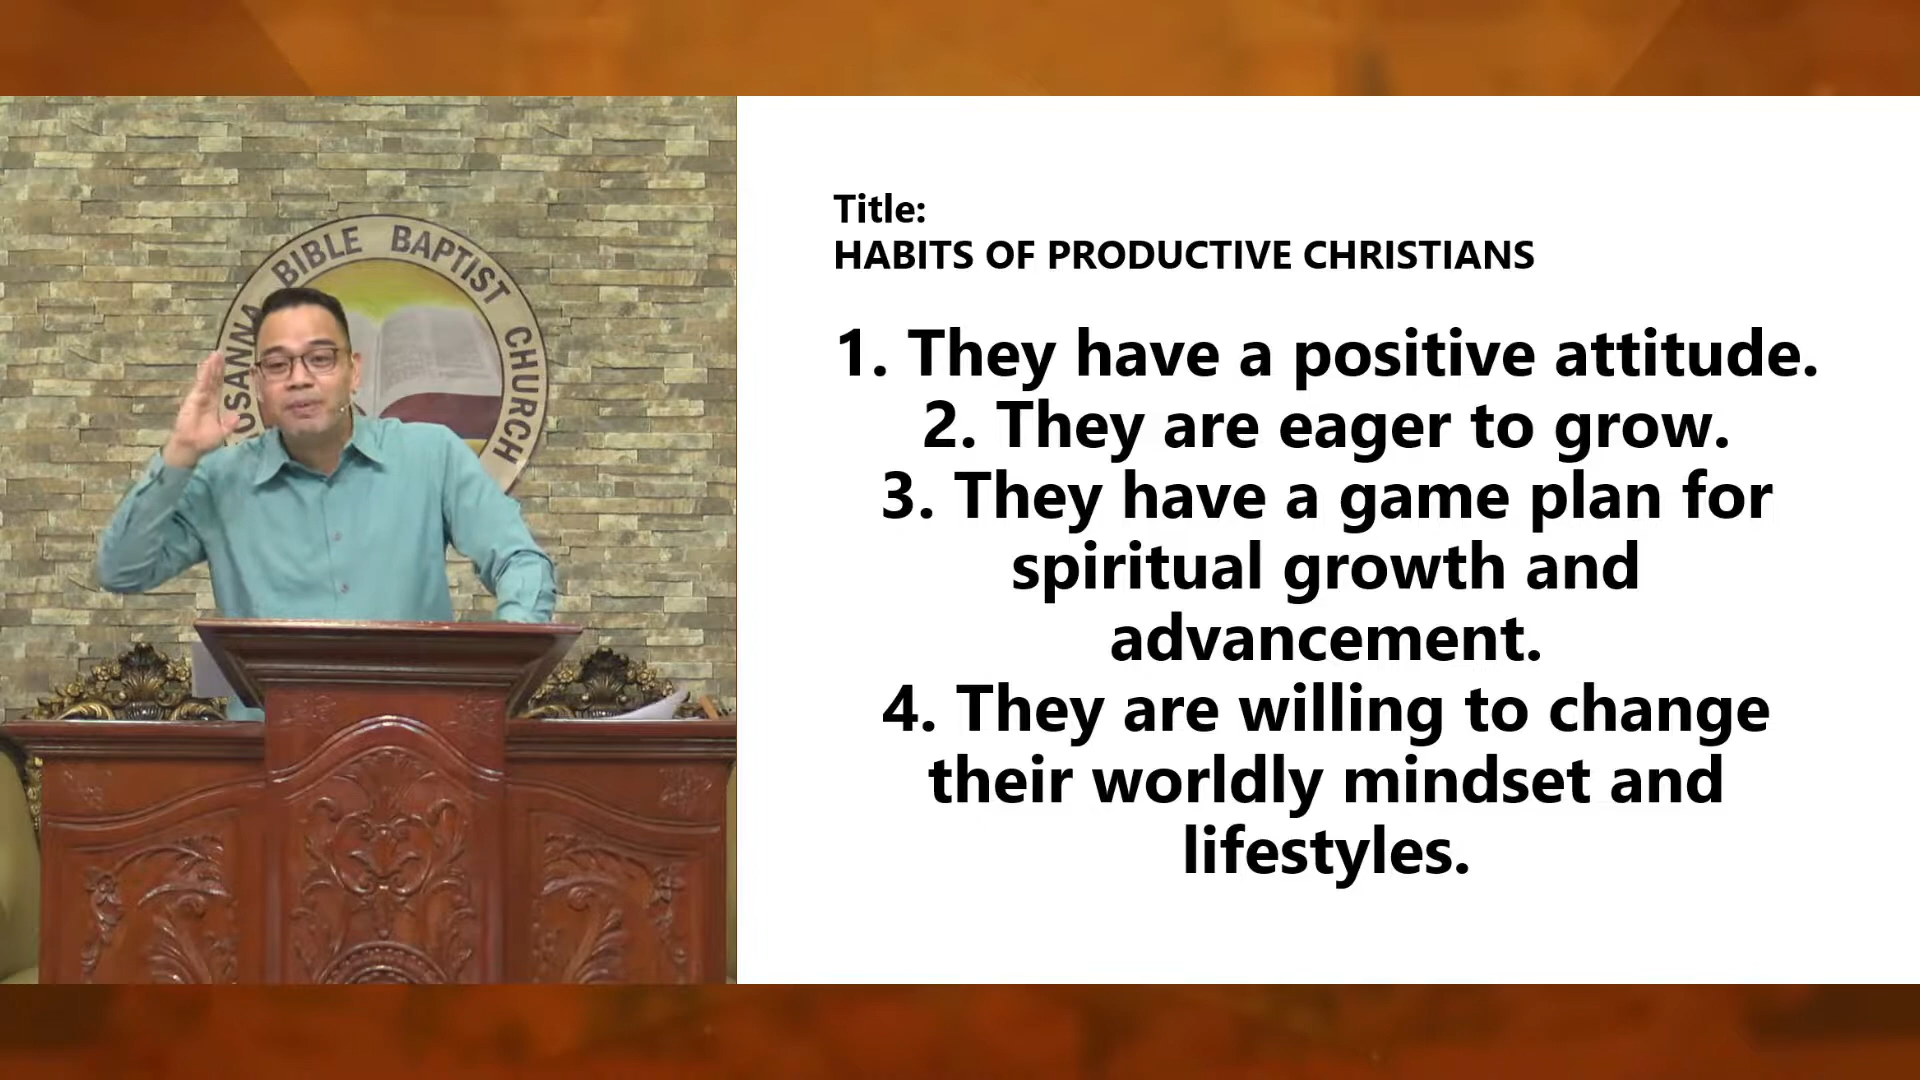 HOSANNA BIBLE BAPTIST CHURCH
Title:
HABITS OF PRODUCTIVE CHRISTIANS
1. They have a positive attitude.
2. They are eager to grow.
3. They have a game plan for
spiritual growth and
advancement.
4. They are willing to change
their worldly mindset and
lifestyles.